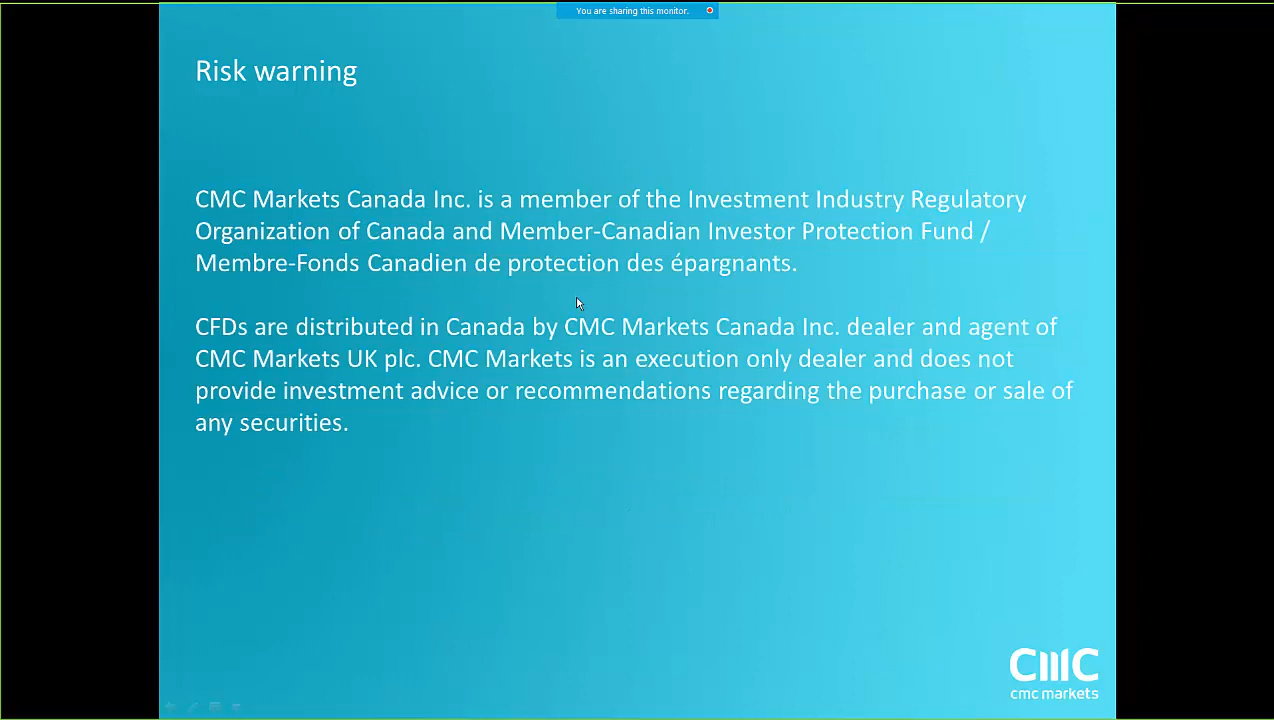 You are sharing this monitor.
Risk warning
CMC Markets Canada Inc. is a member of the Investment Industry Regulatory
Organization of Canada and Member-Canadian Investor Protection Fund /
Membre-Fonds Canadien de protection des épargnants.
CFDs are distributed in Canada by CMC Markets Canada Inc. dealer and agent of
CMC Markets UK plc. CMC Markets is an execution only dealer and does not
provide investment advice or recommendations regarding the purchase or sale of
any securities.
CMC
cmc markets